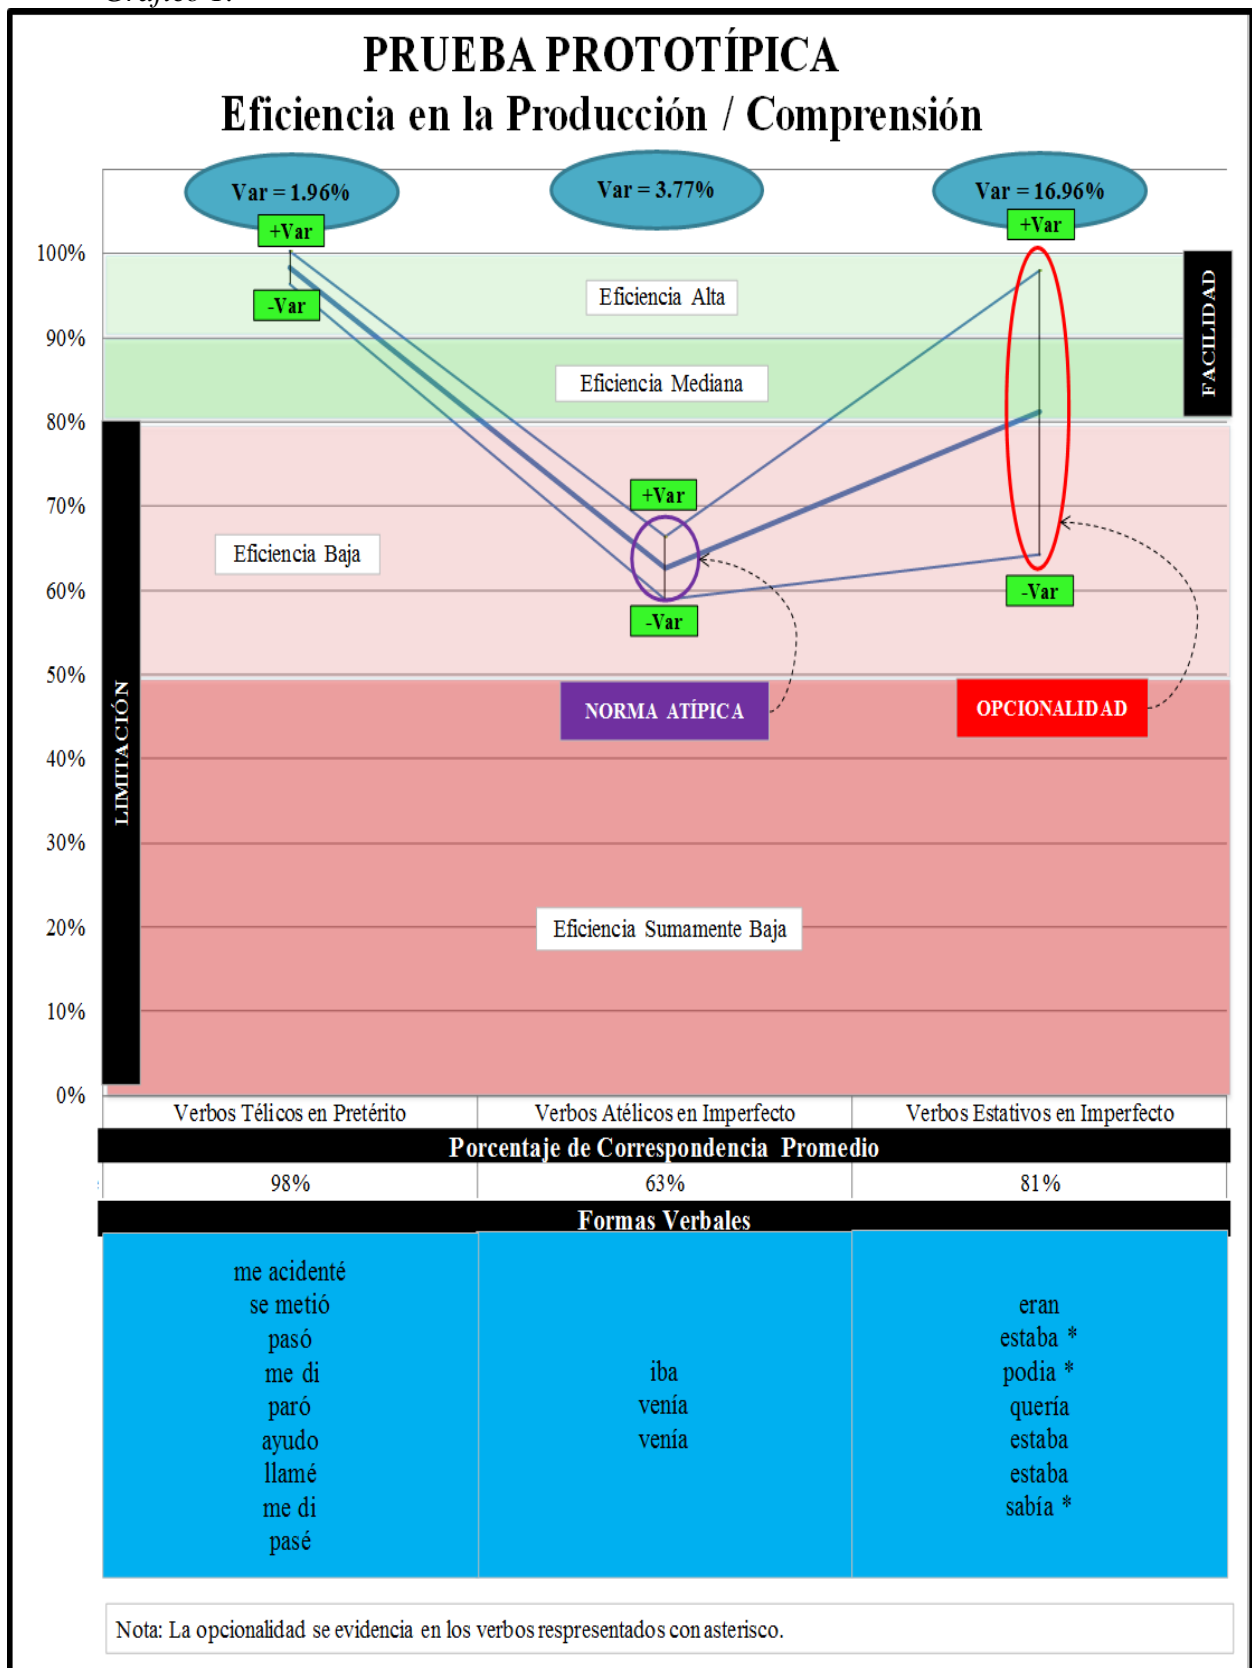 PRUEBA PROTOTÍPICA
Eficiencia en la Producción / Comprensión
Var = 1.96%
Var = 3.77%
Var = 16.96%
+Var
+Var
100%
Eficiencia Alta
-Var
FACILIDAD
90%
Eficiencia Mediana
80%
+Var
70%
Eficiencia Baja
60%
-Var
-Var
50%
LIMITACIÓN
NORMA ATÍPICA
OPCIONALIDAD
40%
30%
20%
Eficiencia Sumamente Baja
10%
0%
Verbos Télicos en Pretérito
Verbos Atélicos en Imperfecto
Verbos Estativos en Imperfecto
Porcentaje de Correspondencia Promedio
98%
63%
81%
Formas Verbales
me acidenté
se metió
pasó
me di
paró
ayudo
llamé
me di
pasé
iba
venía
venía
eran
estaba *
podia *
quería
estaba
estaba
sabía *
Nota: La opcionalidad se evidencia en los verbos respresentados con asterisco.